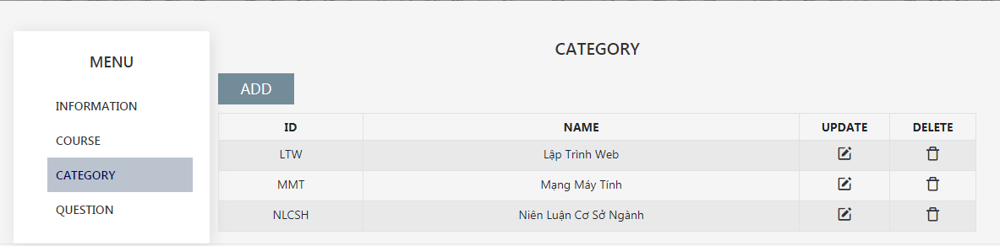 MENU
INFORMATION
COURSE
CATEGORY
QUESTION
CATEGORY
ADD
ID NAME UPDATE DELETE
LTW Lập Trình Web
MMT Mạng Máy Tính
NLCSH Niên Luận Cơ Sở Ngành